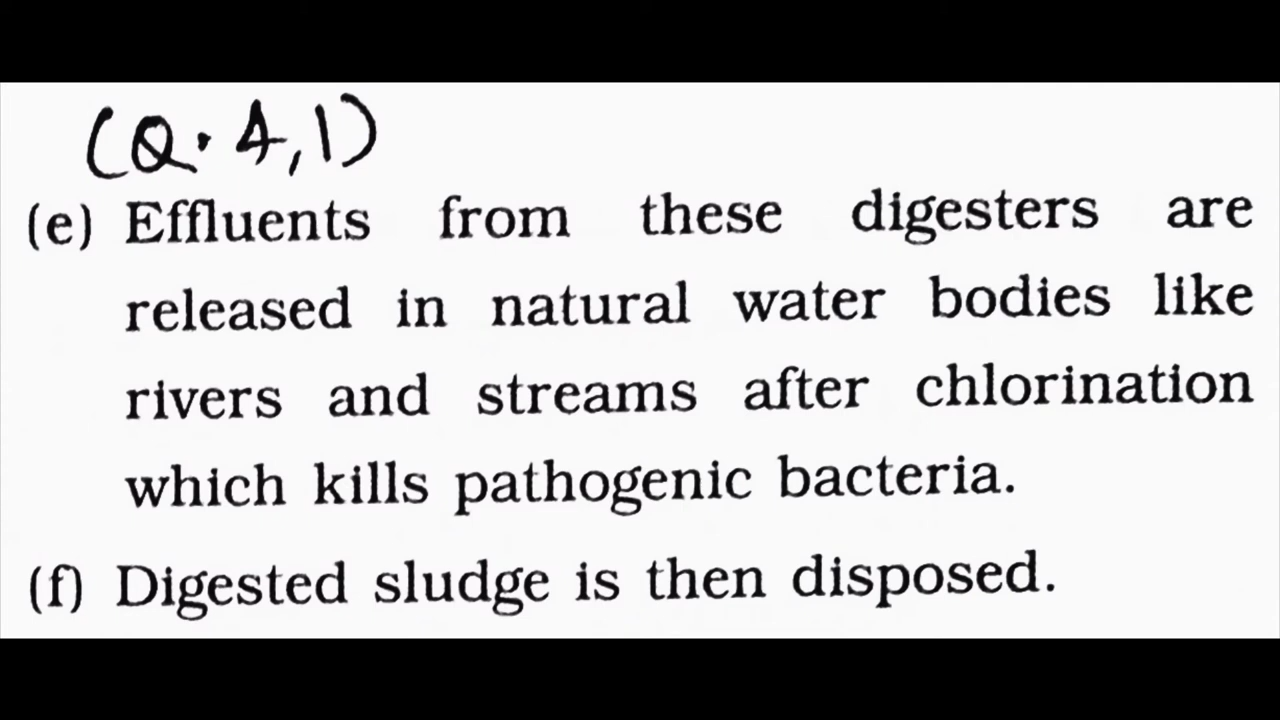 (Q. 4,1)
(e) Effluents from these digesters are
released in natural water bodies like
rivers and streams after chlorination
which kills pathogenic bacteria.
(f) Digested sludge is then disposed.